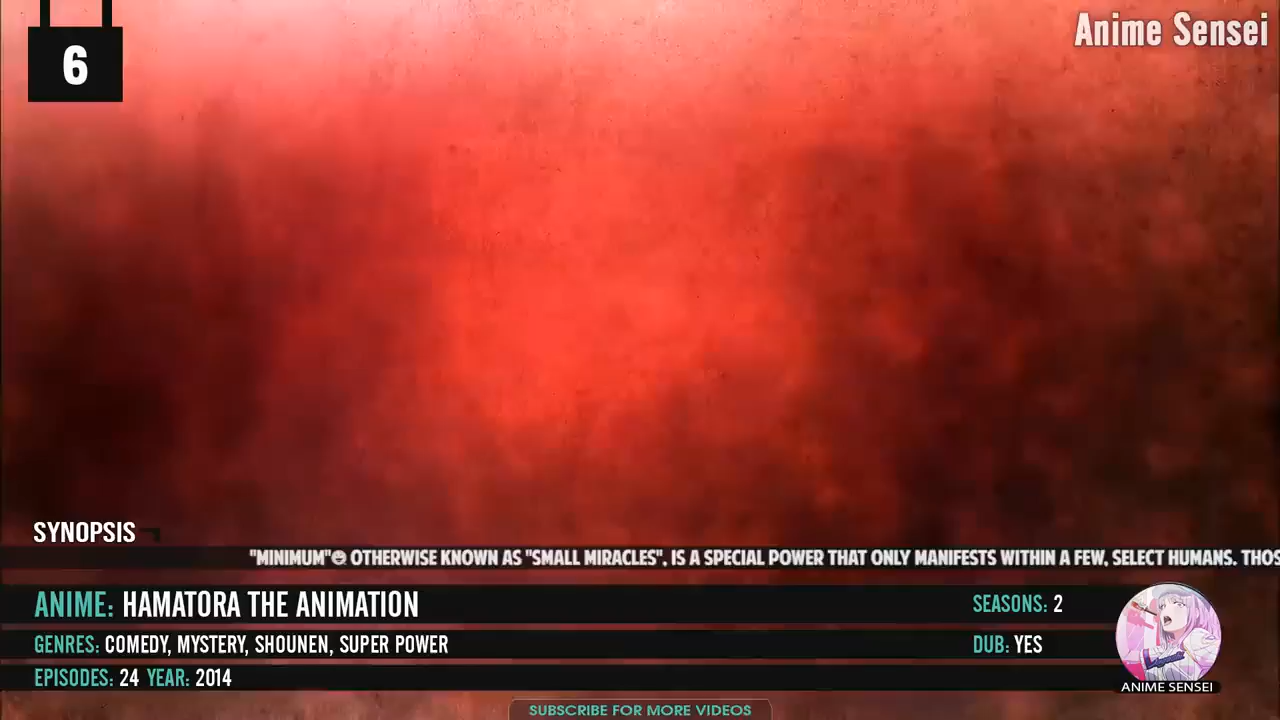 6
Anime Sensei
SYNOPSIS
"MINIMUM" OTHERWISE KNOWN AS "SMALL MIRACLES", IS A SPECIAL POWER THAT ONLY MANIFESTS WITHIN A FEW, SELECT HUMANS. THOS
ANIME: HAMATORA THE ANIMATION
SEASONS: 2
GENRES: COMEDY, MYSTERY, SHOUNEN, SUPER POWER
DUB: YES
EPISODES: 24 YEAR: 2014
ANIME SENSEI
SUBSCRIBE FOR MORE VIDEOS